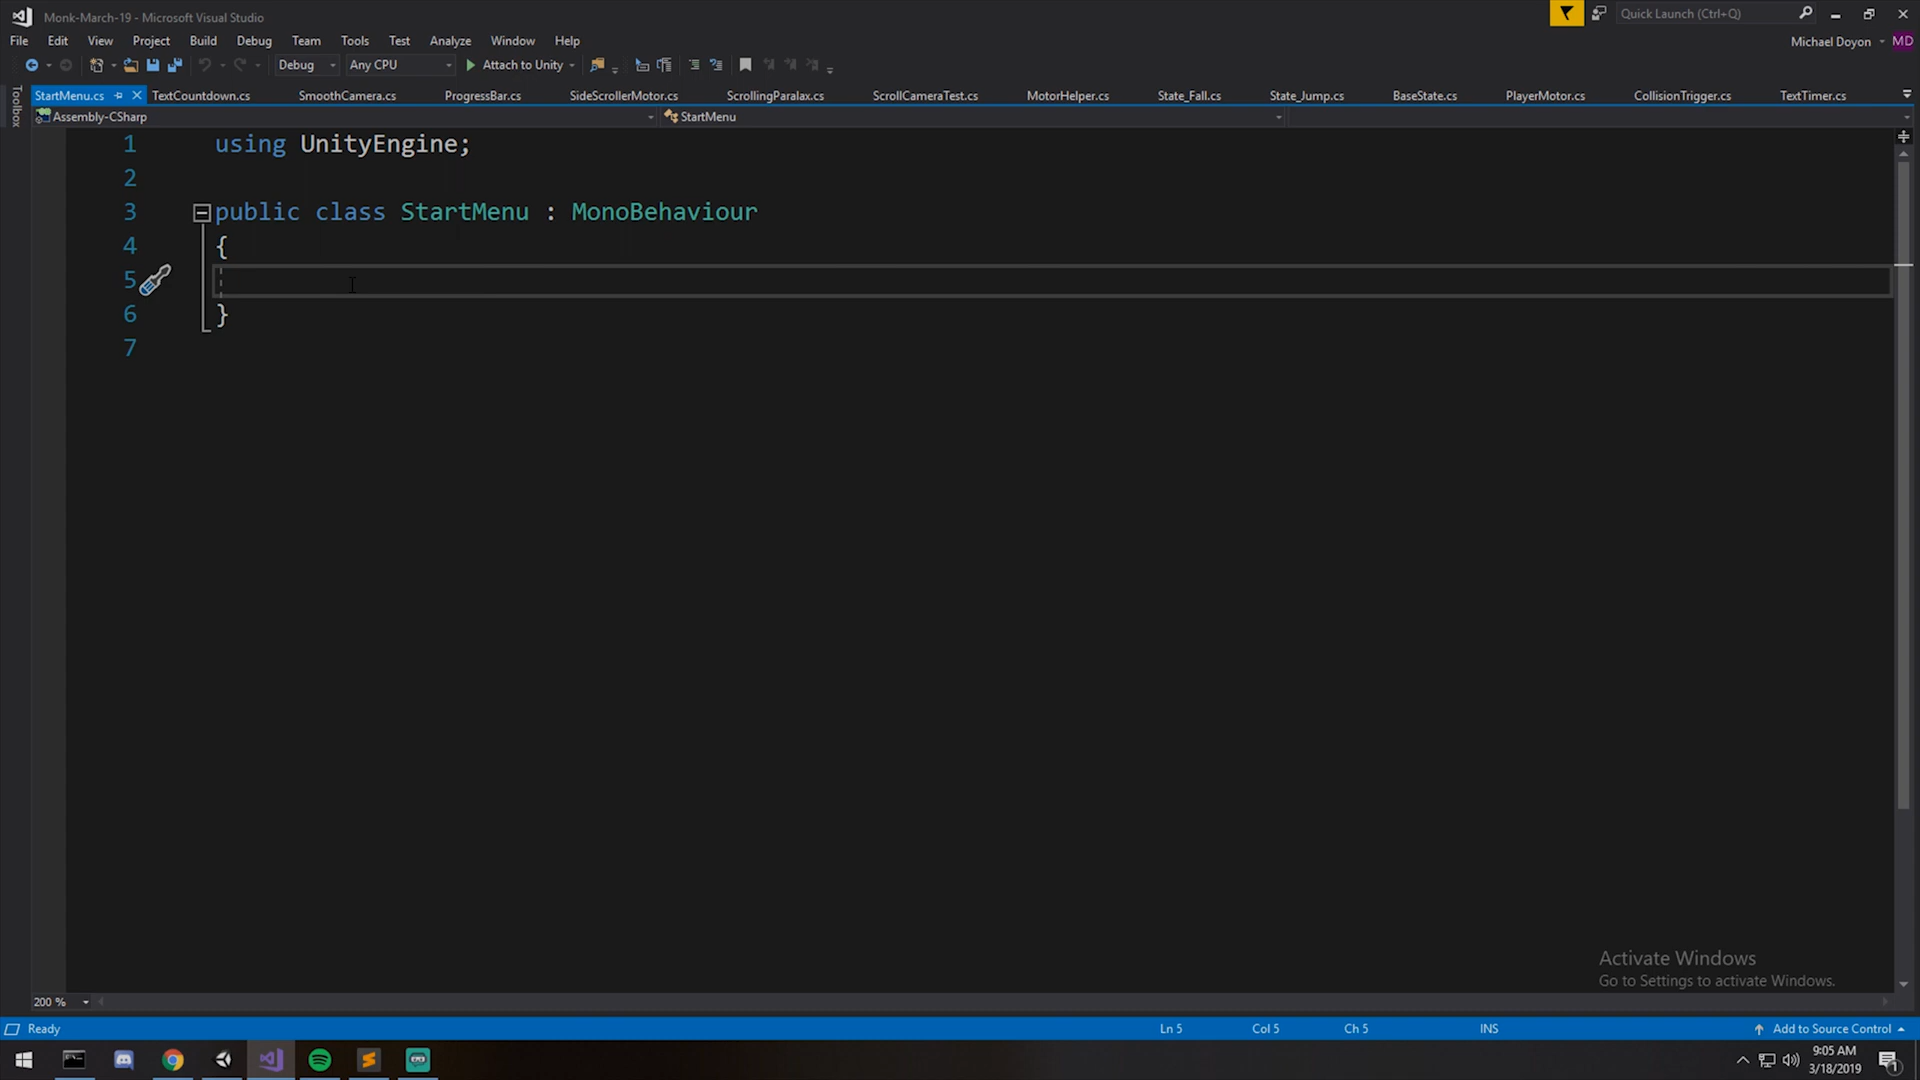 Monk-March-19 - Microsoft Visual Studio
Quick Launch (Ctrl+Q)
File Edit View Project Build Debug Team Tools Test Analyze Window Help
Michael Doyon MD
Debug Any CPU Attach to Unity
Toolbox
StartMenu.cs TextCountdown.cs SmoothCamera.cs ProgressBar.cs SideScrollerMotor.cs ScrollingParalax.cs ScrollCameraTest.cs MotorHelper.cs State_Fall.cs State_Jump.cs BaseState.cs PlayerMotor.cs CollisionTrigger.cs TextTimer.cs
Assembly-CSharp StartMenu
1 using UnityEngine;
2
3 public class StartMenu : MonoBehaviour
4 {
5
6 }
7
Activate Windows
Go to Settings to activate Windows.
200 %
Ready Ln 5 Col 5 Ch 5 INS Add to Source Control
9:05 AM
3/18/2019
1